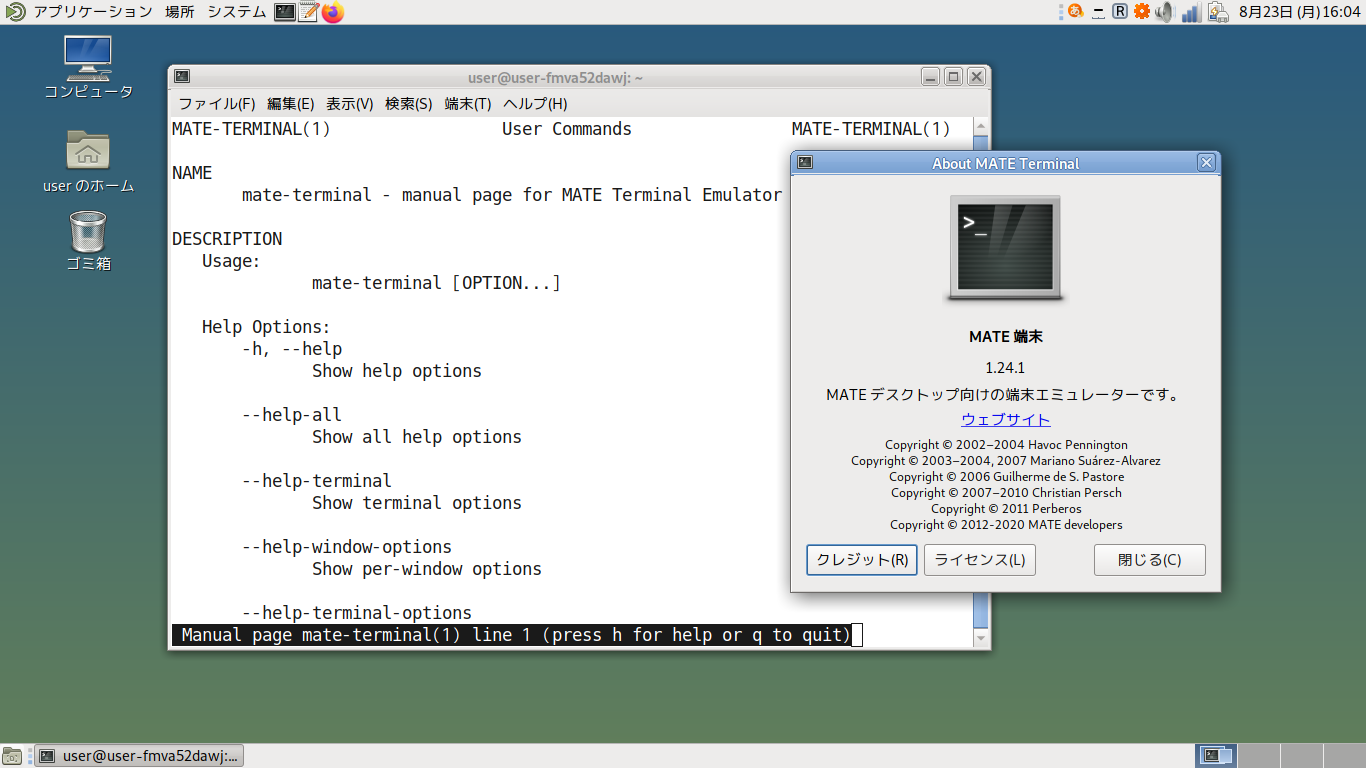 アプリケーション 場所 システム
あ R 8月23日 (月)16:04
コンピュータ
user のホーム
ゴミ箱
user@user-fmva52dawj: ~
ファイル(F) 編集(E) 表示(V) 検索(S) 端末(T) ヘルプ(H)
MATE-TERMINAL(1) User Commands MATE-TERMINAL(1)
NAME
mate-terminal - manual page for MATE Terminal Emulator
DESCRIPTION
Usage:
mate-terminal [OPTION...]
Help Options:
-h, --help
Show help options
--help-all
Show all help options
--help-terminal
Show terminal options
--help-window-options
Show per-window options
--help-terminal-options
Manual page mate-terminal(1) line 1 (press h for help or q to quit)
About MATE Terminal
>_
MATE 端末
1.24.1
MATE デスクトップ向けの端末エミュレーターです。
ウェブサイト
Copyright © 2002–2004 Havoc Pennington
Copyright © 2003–2004, 2007 Mariano Suárez-Alvarez
Copyright © 2006 Guilherme de S. Pastore
Copyright © 2007–2010 Christian Persch
Copyright © 2011 Perberos
Copyright © 2012-2020 MATE developers
クレジット(R) ライセンス(L) 閉じる(C)
user@user-fmva52dawj:...